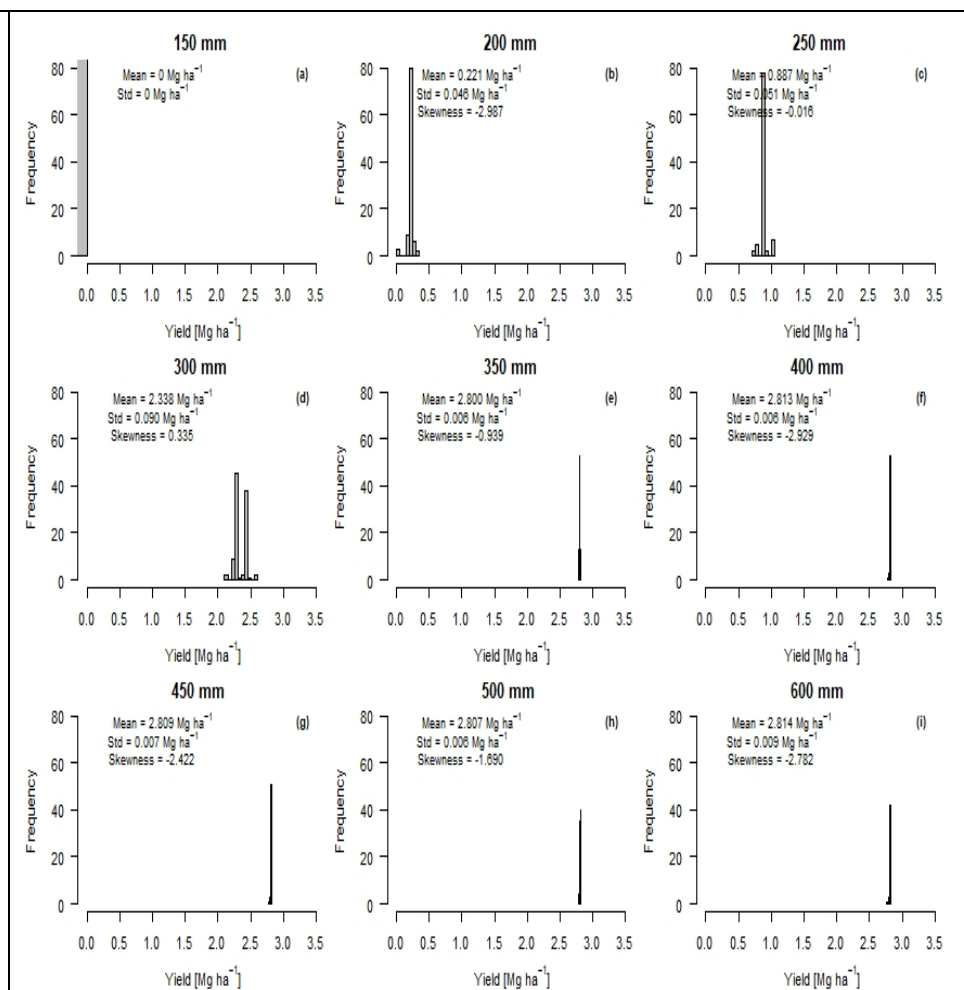 150 mm
Mean = 0 Mg ha⁻¹
(a)
Std = 0 Mg ha⁻¹
80
60
40
20
0
Frequency
0.0 0.5 1.0 1.5 2.0 2.5 3.0 3.5
Yield [Mg ha⁻¹]
200 mm
Mean = 0.221 Mg ha⁻¹
(b)
Std = 0.046 Mg ha⁻¹
Skewness = -2.987
80
60
40
20
0
Frequency
0.0 0.5 1.0 1.5 2.0 2.5 3.0 3.5
Yield [Mg ha⁻¹]
250 mm
Mean = 0.887 Mg ha⁻¹
(c)
Std = 0.051 Mg ha⁻¹
Skewness = -0.016
80
60
40
20
0
Frequency
0.0 0.5 1.0 1.5 2.0 2.5 3.0 3.5
Yield [Mg ha⁻¹]
300 mm
Mean = 2.338 Mg ha⁻¹
(d)
Std = 0.090 Mg ha⁻¹
Skewness = 0.335
80
60
40
20
0
Frequency
0.0 0.5 1.0 1.5 2.0 2.5 3.0 3.5
Yield [Mg ha⁻¹]
350 mm
Mean = 2.800 Mg ha⁻¹
(e)
Std = 0.006 Mg ha⁻¹
Skewness = -0.939
80
60
40
20
0
Frequency
0.0 0.5 1.0 1.5 2.0 2.5 3.0 3.5
Yield [Mg ha⁻¹]
400 mm
Mean = 2.813 Mg ha⁻¹
(f)
Std = 0.006 Mg ha⁻¹
Skewness = -2.929
80
60
40
20
0
Frequency
0.0 0.5 1.0 1.5 2.0 2.5 3.0 3.5
Yield [Mg ha⁻¹]
450 mm
Mean = 2.809 Mg ha⁻¹
(g)
Std = 0.007 Mg ha⁻¹
Skewness = -2.422
80
60
40
20
0
Frequency
0.0 0.5 1.0 1.5 2.0 2.5 3.0 3.5
Yield [Mg ha⁻¹]
500 mm
Mean = 2.807 Mg ha⁻¹
(h)
Std = 0.006 Mg ha⁻¹
Skewness = -1.690
80
60
40
20
0
Frequency
0.0 0.5 1.0 1.5 2.0 2.5 3.0 3.5
Yield [Mg ha⁻¹]
600 mm
Mean = 2.814 Mg ha⁻¹
(i)
Std = 0.009 Mg ha⁻¹
Skewness = -2.782
80
60
40
20
0
Frequency
0.0 0.5 1.0 1.5 2.0 2.5 3.0 3.5
Yield [Mg ha⁻¹]